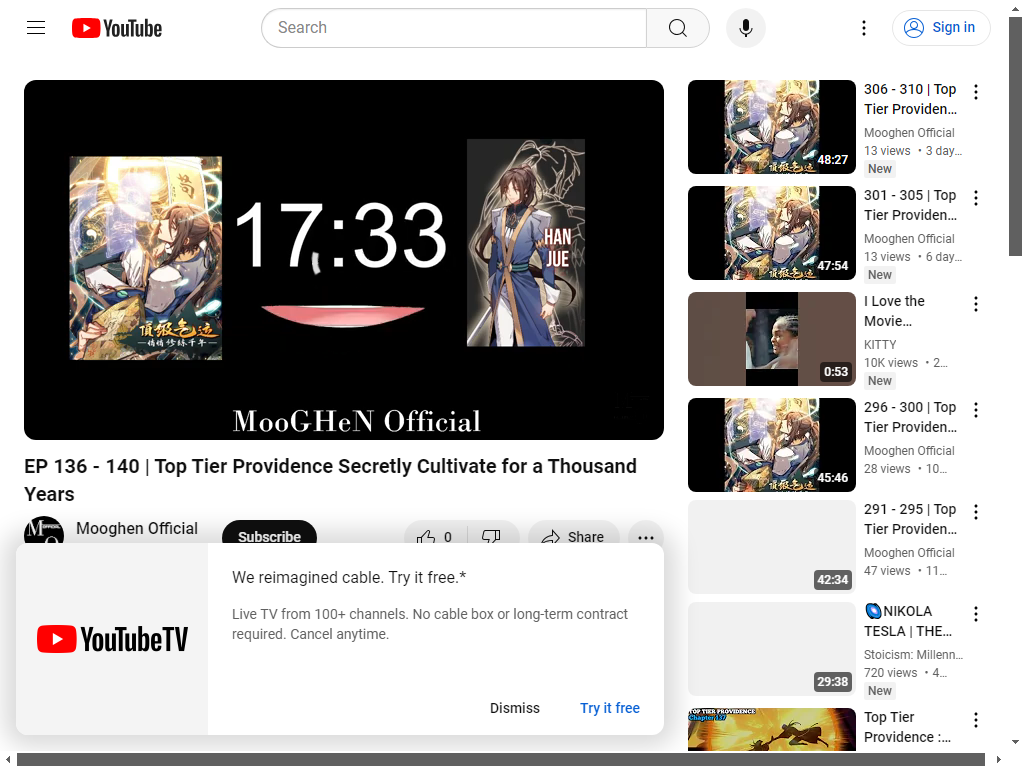 YouTube
Search
Sign in
17:33
HAN
JUE
MooGHeN Official
EP 136 - 140 | Top Tier Providence Secretly Cultivate for a Thousand
Years
Mooghen Official
Subscribe
0
Share
We reimagined cable. Try it free.*
Live TV from 100+ channels. No cable box or long-term contract
required. Cancel anytime.
YouTubeTV
Dismiss
Try it free
48:27
306 - 310 | Top
Tier Providen...
Mooghen Official
13 views • 3 day...
New
47:54
301 - 305 | Top
Tier Providen...
Mooghen Official
13 views • 6 day...
New
0:53
I Love the
Movie...
KITTY
10K views • 2...
New
45:46
296 - 300 | Top
Tier Providen...
Mooghen Official
28 views • 10...
42:34
291 - 295 | Top
Tier Providen...
Mooghen Official
47 views • 11...
29:38
NIKOLA
TESLA | THE...
Stoicism: Millenn...
720 views • 4...
New
TOP TIER PROVIDENCE
Chapter 137
Top Tier
Providence :...